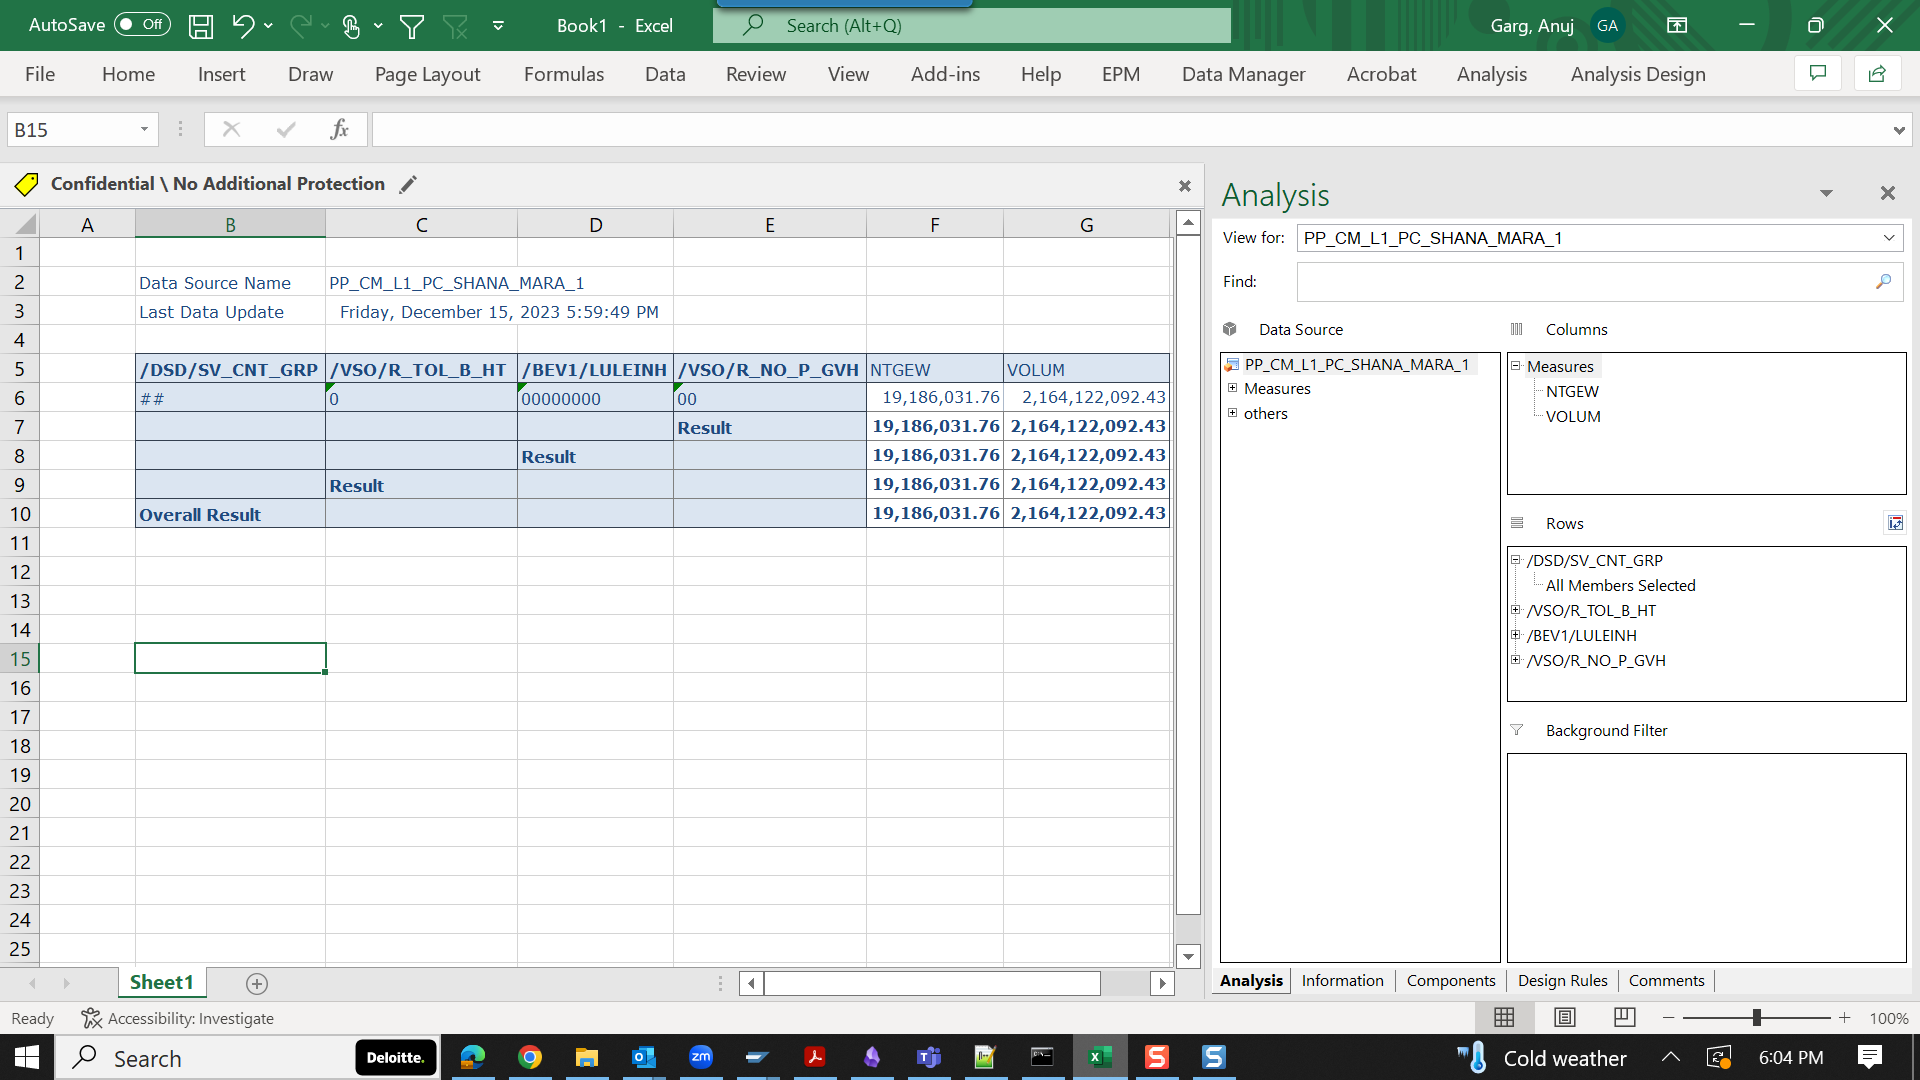 AutoSave Off Book1 - Excel Search (Alt+Q) Garg, Anuj GA
File Home Insert Draw Page Layout Formulas Data Review View Add-ins Help EPM Data Manager Acrobat Analysis Analysis Design
B15 fx
Confidential \ No Additional Protection
A B C D E F G
1
2 Data Source Name PP_CM_L1_PC_SHANA_MARA_1
3 Last Data Update Friday, December 15, 2023 5:59:49 PM
4
5 /DSD/SV_CNT_GRP /VSO/R_TOL_B_HT /BEV1/LULEINH /VSO/R_NO_P_GVH NTGEW VOLUM
6 ## 0 00000000 00 19,186,031.76 2,164,122,092.43
7 Result 19,186,031.76 2,164,122,092.43
8 Result 19,186,031.76 2,164,122,092.43
9 Result 19,186,031.76 2,164,122,092.43
10 Overall Result 19,186,031.76 2,164,122,092.43
11
12
13
14
15
16
17
18
19
20
21
22
23
24
25
Sheet1
Analysis
View for: PP_CM_L1_PC_SHANA_MARA_1
Find:
Data Source
PP_CM_L1_PC_SHANA_MARA_1
Measures
others
Columns
Measures
NTGEW
VOLUM
Rows
/DSD/SV_CNT_GRP
All Members Selected
/VSO/R_TOL_B_HT
/BEV1/LULEINH
/VSO/R_NO_P_GVH
Background Filter
Analysis Information Components Design Rules Comments
Ready Accessibility: Investigate 100%
Search Deloitte. zm Cold weather 6:04 PM